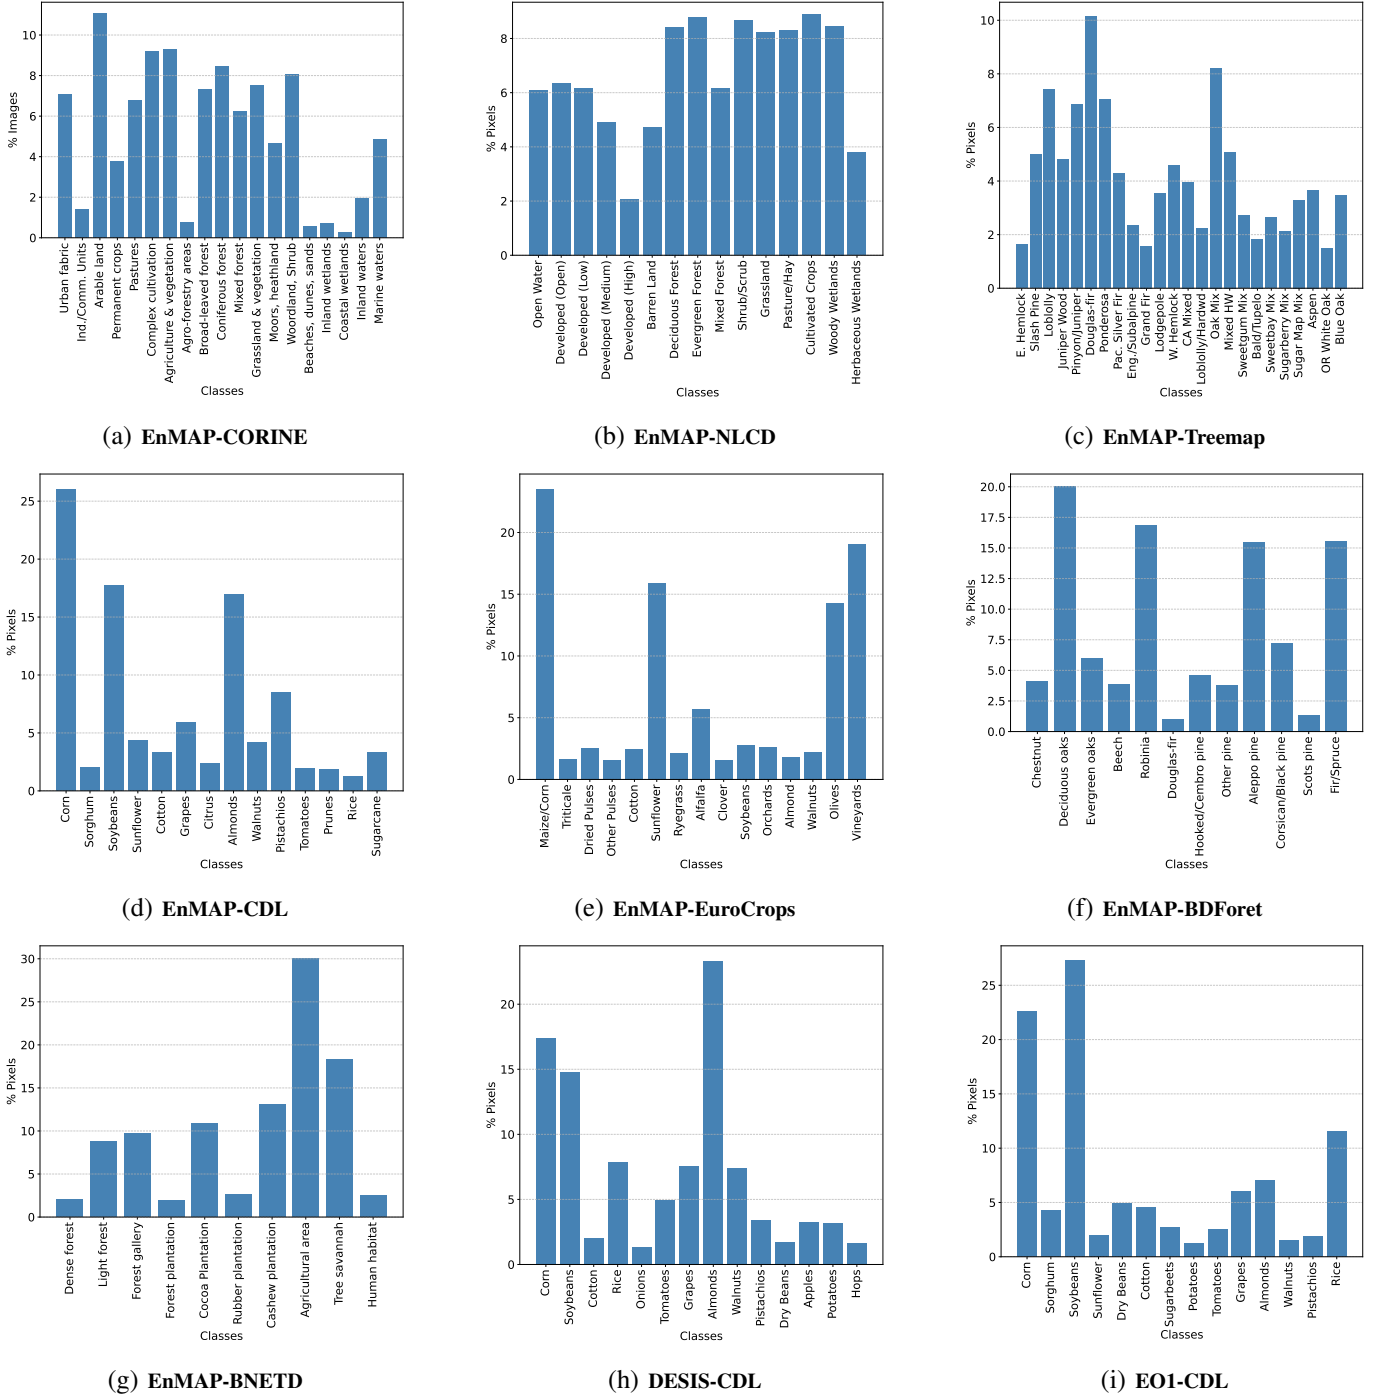 % Images
10
8
6
4
2
0
Urban fabric
Ind./Comm. Units
Arable land
Permanent crops
Pastures
Complex cultivation
Agriculture & vegetation
Agro-forestry areas
Broad-leaved forest
Coniferous forest
Mixed forest
Grassland & vegetation
Moors, heathland
Woordland, Shrub
Beaches, dunes, sands
Inland wetlands
Coastal wetlands
Inland waters
Marine waters
Classes
(a) EnMAP-CORINE
% Pixels
8
6
4
2
0
Open Water
Developed (Open)
Developed (Low)
Developed (Medium)
Developed (High)
Barren Land
Deciduous Forest
Evergreen Forest
Mixed Forest
Shrub/Scrub
Grassland
Pasture/Hay
Cultivated Crops
Woody Wetlands
Herbaceous Wetlands
Classes
(b) EnMAP-NLCD
% Pixels
10
8
6
4
2
0
E. Hemlock
Slash Pine
Loblolly
Juniper Wood
Pinyon/Juniper
Douglas-fir
Ponderosa
Pac. Silver Fir
Eng./Subalpine
Grand Fir
Lodgepole
W. Hemlock
CA Mixed
Loblolly/Hardwd
Oak Mix
Mixed HW
Sweetgum MIx
Bald/Tupelo
Sweetbay MIx
Sugarberry MIx
Sugar Map MIx
Aspen
OR White Oak
Blue Oak
Classes
(c) EnMAP-Treemap
% Pixels
25
20
15
10
5
0
Corn
Sorghum
Soybeans
Sunflower
Cotton
Grapes
Citrus
Almonds
Walnuts
Pistachios
Tomatoes
Prunes
Rice
Sugarcane
Classes
(d) EnMAP-CDL
% Pixels
20
15
10
5
0
Maize/Corn
Triticale
Dried Pulses
Other Pulses
Cotton
Sunflower
Ryegrass
Alfalfa
Clover
Soybeans
Orchards
Almond
Walnuts
Olives
Vineyards
Classes
(e) EnMAP-EuroCrops
% Pixels
20.0
17.5
15.0
12.5
10.0
7.5
5.0
2.5
0.0
Chestnut
Deciduous oaks
Evergreen oaks
Beech
Robinia
Douglas-fir
Hooked/Cembro pine
Other pine
Aleppo pine
Corsican/Black pine
Scots pine
Fir/Spruce
Classes
(f) EnMAP-BDForet
% Pixels
30
25
20
15
10
5
0
Dense forest
Light forest
Forest gallery
Forest plantation
Cocoa Plantation
Rubber plantation
Cashew plantation
Agricultural area
Tree savannah
Human habitat
Classes
(g) EnMAP-BNETD
% Pixels
20
15
10
5
0
Corn
Soybeans
Cotton
Rice
Onions
Tomatoes
Grapes
Almonds
Walnuts
Pistachios
Dry Beans
Apples
Potatoes
Hops
Classes
(h) DESIS-CDL
% Pixels
25
20
15
10
5
0
Corn
Sorghum
Soybeans
Sunflower
Dry Beans
Cotton
Sugarbeets
Potatoes
Tomatoes
Grapes
Almonds
Walnuts
Pistachios
Rice
Classes
(i) EO1-CDL